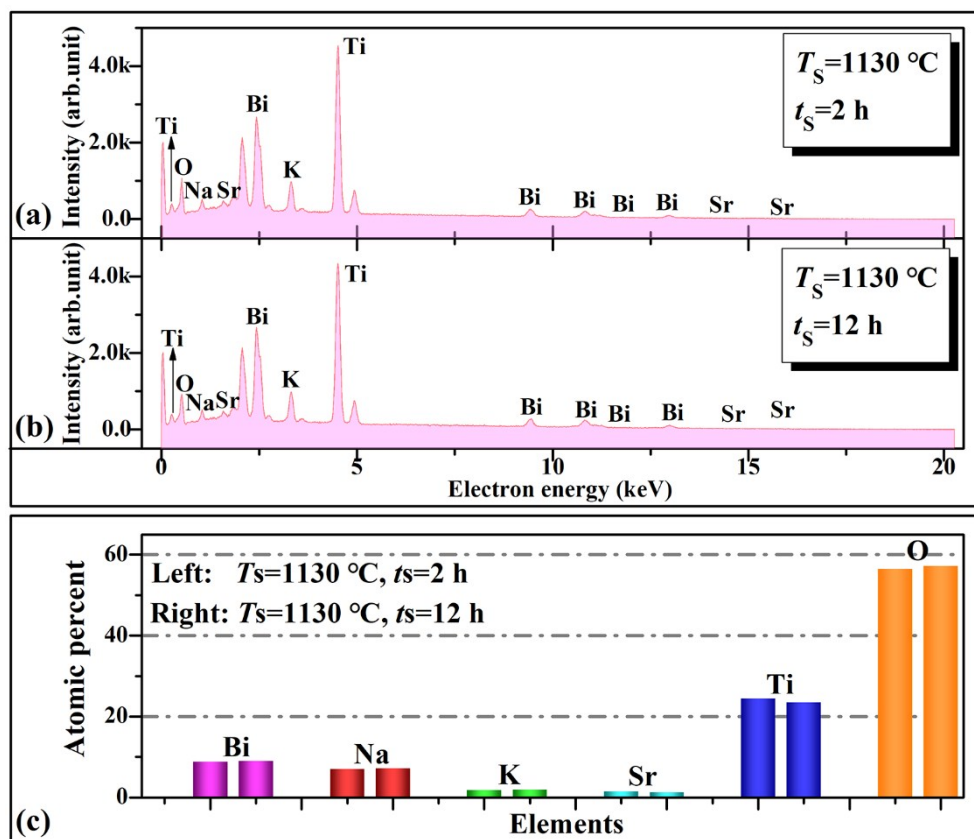 (a)
Intensity (arb.unit)
4.0k
2.0k
0.0
Ti
O
Na
Sr
Bi
K
Ti
Bi
Bi
Bi
Bi
Sr
Sr
TS=1130 °C
tS=2 h
(b)
Intensity (arb.unit)
4.0k
2.0k
0.0
Ti
O
Na
Sr
Bi
K
Ti
Bi
Bi
Bi
Bi
Sr
Sr
TS=1130 °C
tS=12 h
0 5 10 15 20
Electron energy (keV)
(c)
Atomic percent
60
40
20
0
Left: Ts=1130 °C, ts=2 h
Right: Ts=1130 °C, ts=12 h
Bi
Na
K
Sr
Ti
O
Elements